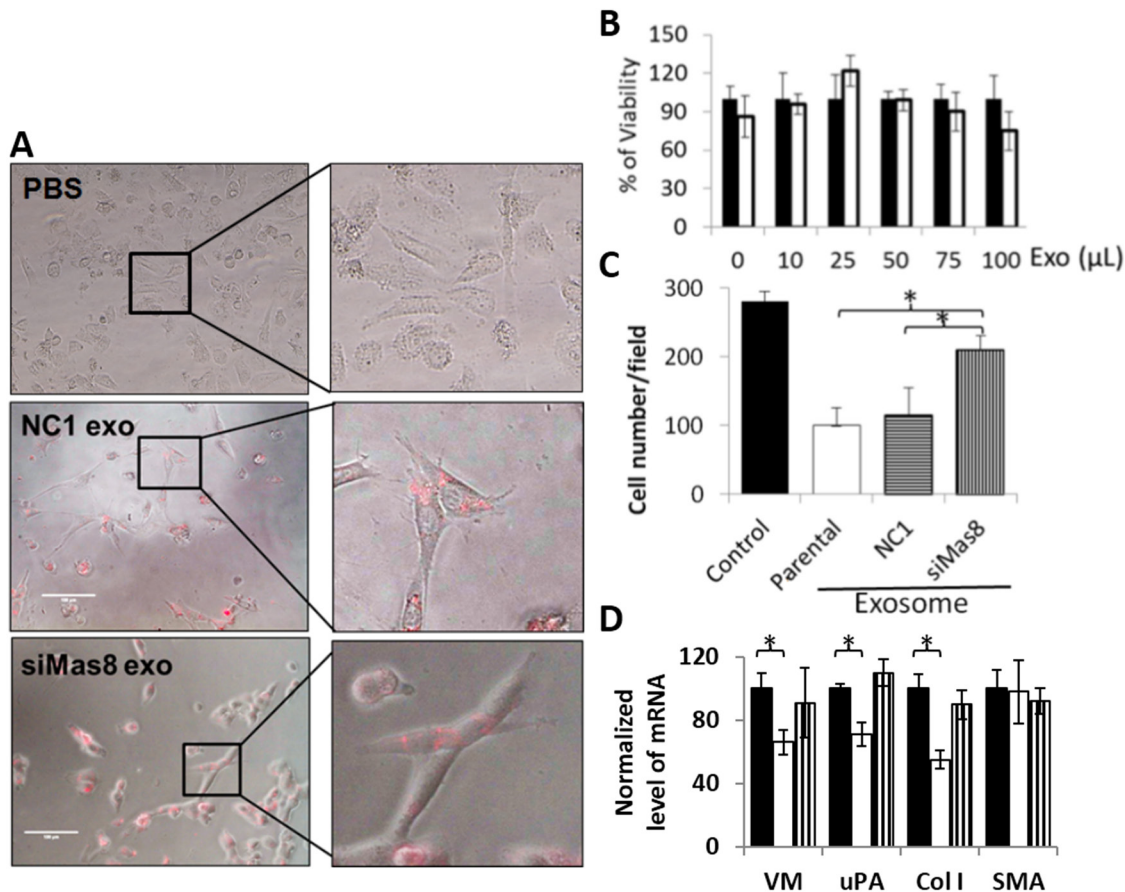 A
PBS
NC1 exo
siMas8 exo
B
% of Viability
150
120
90
60
30
0
0 10 25 50 75 100 Exo (µL)
C
Cell number/field
300
200
100
0
* 
*
Control Parental NC1 siMas8
Exosome
D
Normalized
level of mRNA
120
80
40
0
* * *
VM uPA Col I SMA